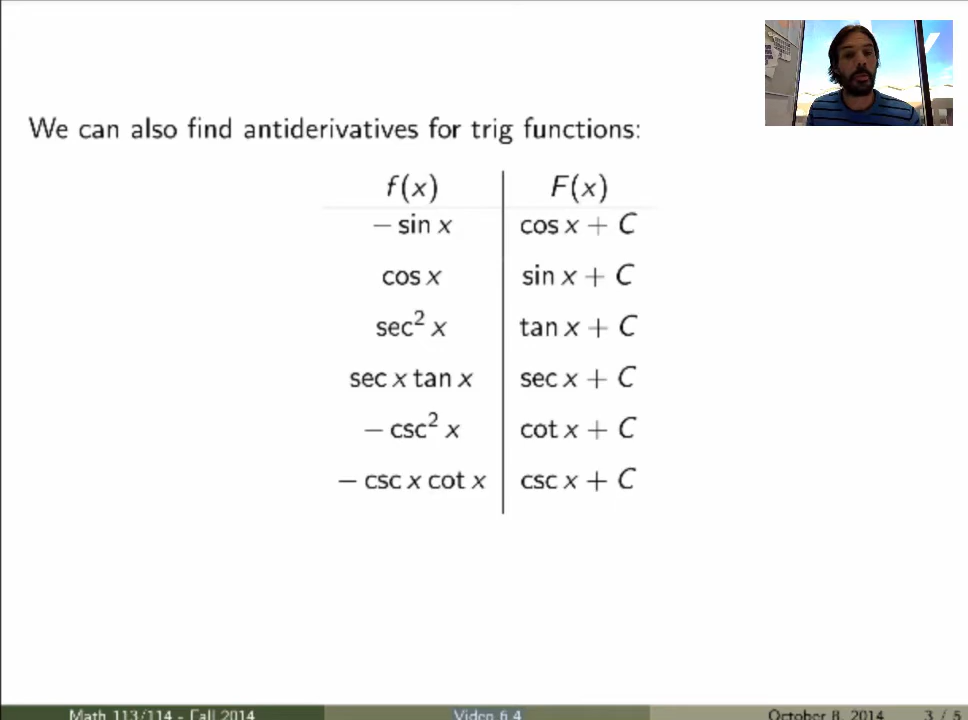 We can also find antiderivatives for trig functions:
f(x) F(x)
− sin x cos x + C
cos x sin x + C
sec² x tan x + C
sec x tan x sec x + C
− csc² x cot x + C
− csc x cot x csc x + C
Math 113/114 - Fall 2014 Video 6.4 October 8, 2014 3 / 5